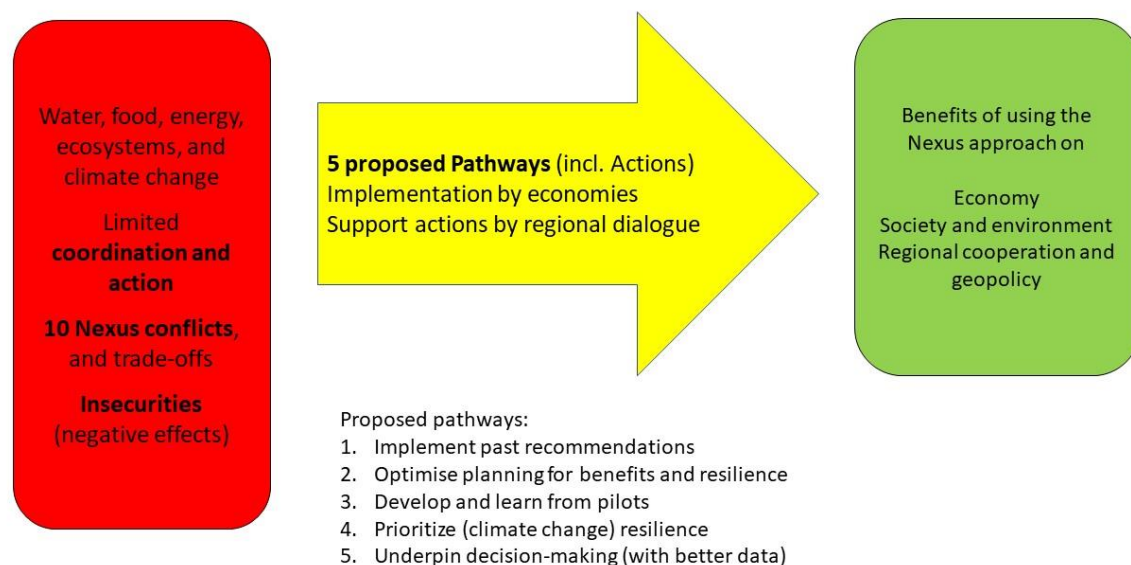 Water, food, energy,
ecosystems, and
climate change
Limited
coordination and
action
10 Nexus conflicts,
and trade-offs
Insecurities
(negative effects)
5 proposed Pathways (incl. Actions)
Implementation by economies
Support actions by regional dialogue
Benefits of using the
Nexus approach on
Economy
Society and environment
Regional cooperation and
geopolicy
Proposed pathways:
1. Implement past recommendations
2. Optimise planning for benefits and resilience
3. Develop and learn from pilots
4. Prioritize (climate change) resilience
5. Underpin decision-making (with better data)